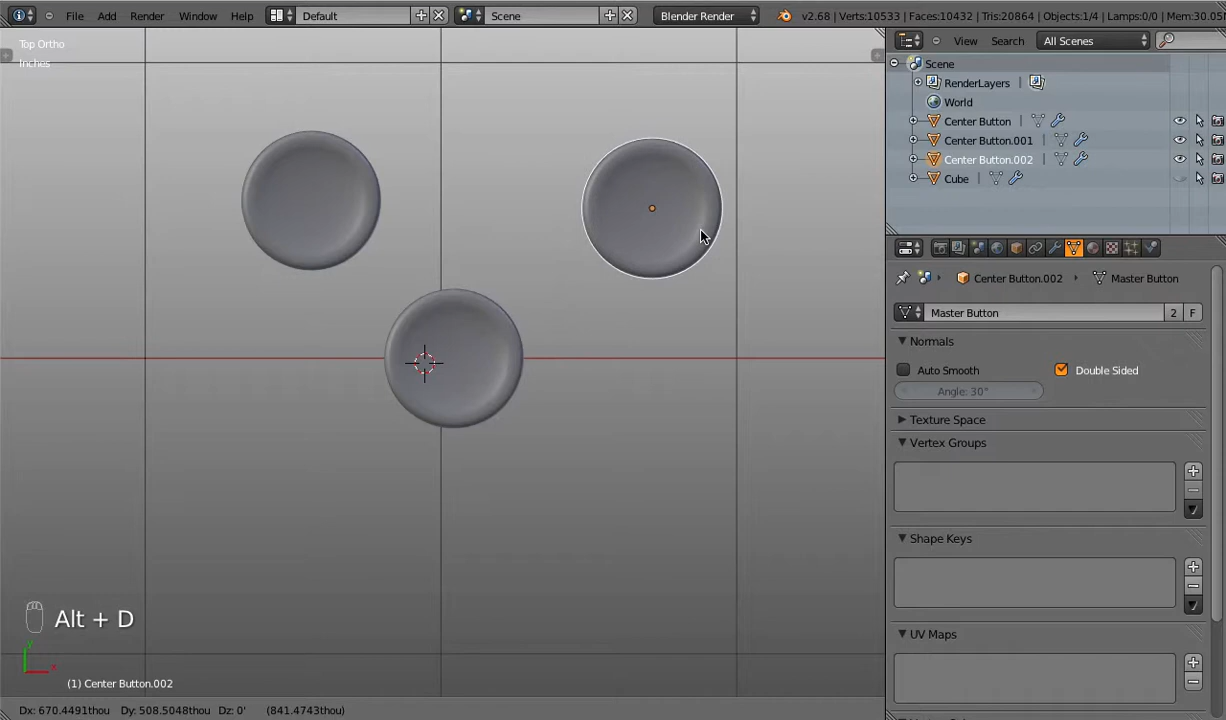 File Add Render Window Help Default Scene Blender Render v2.68 | Verts:10533 | Faces:10432 | Tris:20864 | Objects:1/4 | Lamps:0/0 |
Top Ortho
Inches
View Search All Scenes
Scene
RenderLayers
World
Center Button
Center Button.001
Center Button.002
Cube
Center Button.002 Master Button
Master Button 2 F
Normals
Auto Smooth Double Sided
Angle: 30°
Texture Space
Vertex Groups
Shape Keys
UV Maps
Alt + D
y
x
(1) Center Button.002
Dx: 670.4491thou Dy: 508.5048thou Dz: 0' (841.4743thou)